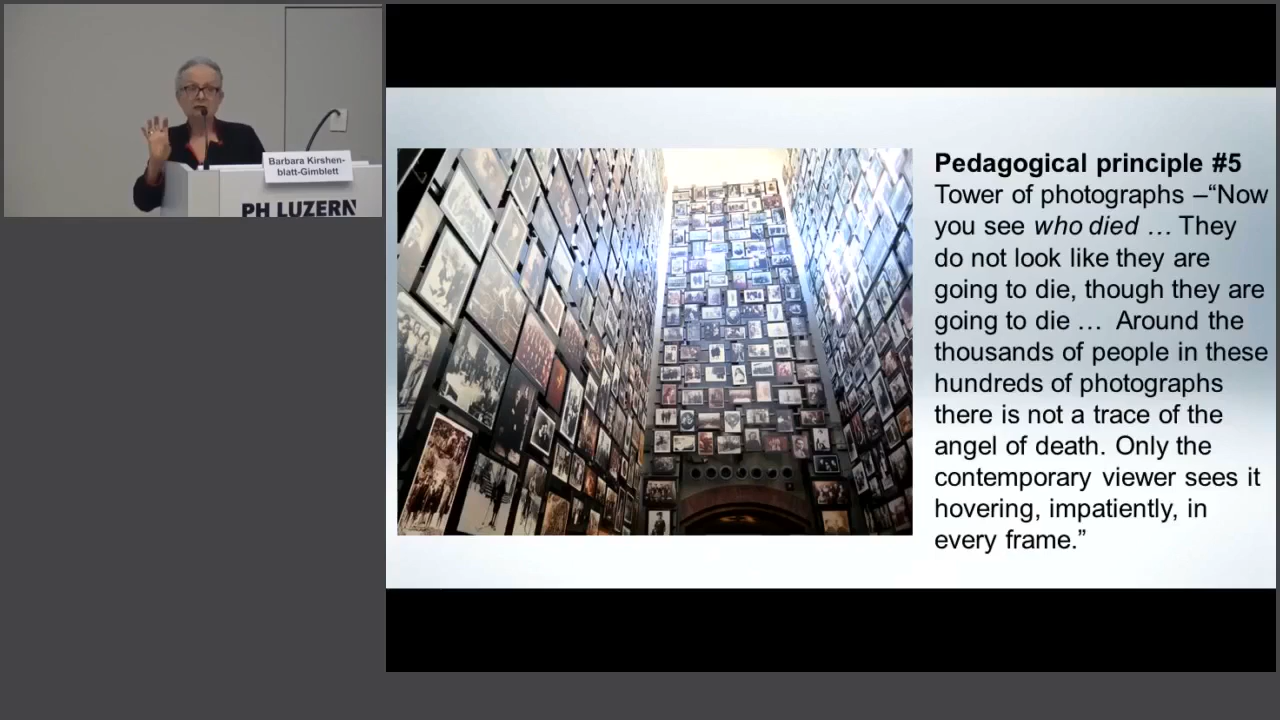 Barbara Kirshen-
blatt-Gimblett
PH LUZERN
Pedagogical principle #5
Tower of photographs –“Now
you see who died … They
do not look like they are
going to die, though they are
going to die … Around the
thousands of people in these
hundreds of photographs
there is not a trace of the
angel of death. Only the
contemporary viewer sees it
hovering, impatiently, in
every frame.”